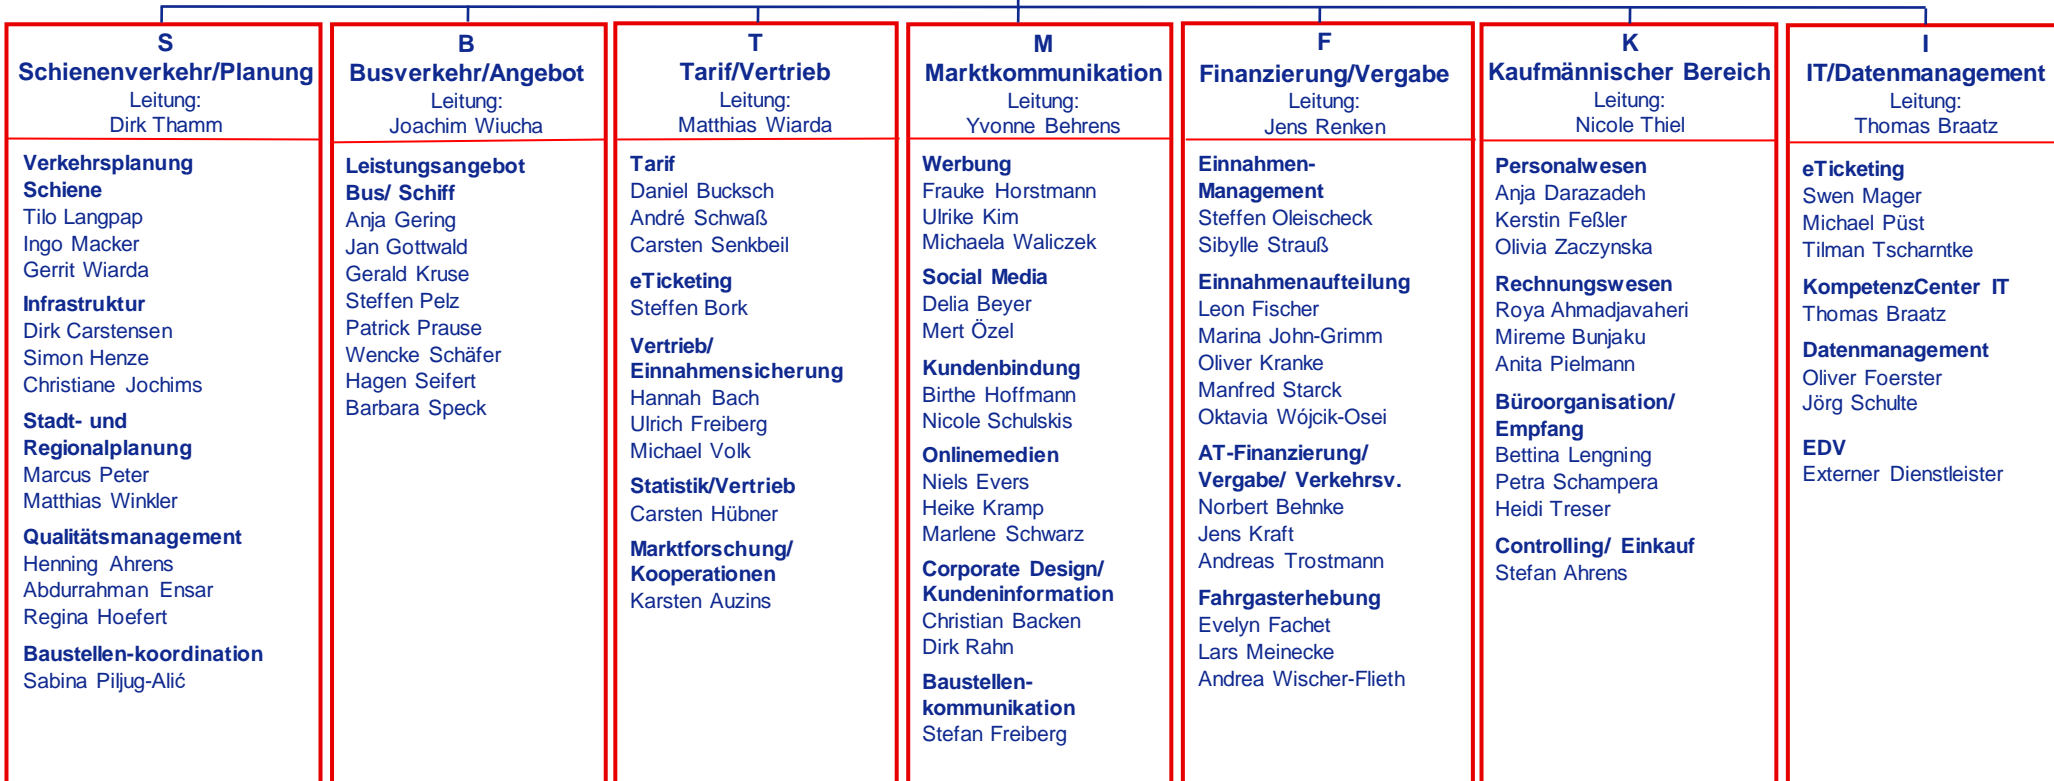 S
Schienenverkehr/Planung
Leitung:
Dirk Thamm
Verkehrsplanung
Schiene
Tilo Langpap
Ingo Macker
Gerrit Wiarda
Infrastruktur
Dirk Carstensen
Simon Henze
Christiane Jochims
Stadt- und
Regionalplanung
Marcus Peter
Matthias Winkler
Qualitätsmanagement
Henning Ahrens
Abdurrahman Ensar
Regina Hoefert
Baustellen-koordination
Sabina Piljug-Alić
B
Busverkehr/Angebot
Leitung:
Joachim Wiucha
Leistungsangebot
Bus/ Schiff
Anja Gering
Jan Gottwald
Gerald Kruse
Steffen Pelz
Patrick Prause
Wencke Schäfer
Hagen Seifert
Barbara Speck
T
Tarif/Vertrieb
Leitung:
Matthias Wiarda
Tarif
Daniel Bucksch
André Schwaß
Carsten Senkbeil
eTicketing
Steffen Bork
Vertrieb/
Einnahmensicherung
Hannah Bach
Ulrich Freiberg
Michael Volk
Statistik/Vertrieb
Carsten Hübner
Marktforschung/
Kooperationen
Karsten Auzins
M
Marktkommunikation
Leitung:
Yvonne Behrens
Werbung
Frauke Horstmann
Ulrike Kim
Michaela Waliczek
Social Media
Delia Beyer
Mert Özel
Kundenbindung
Birthe Hoffmann
Nicole Schulskis
Onlinemedien
Niels Evers
Heike Kramp
Marlene Schwarz
Corporate Design/
Kundeninformation
Christian Backen
Dirk Rahn
Baustellen-
kommunikation
Stefan Freiberg
F
Finanzierung/Vergabe
Leitung:
Jens Renken
Einnahmen-
Management
Steffen Oleischeck
Sibylle Strauß
Einnahmenaufteilung
Leon Fischer
Marina John-Grimm
Oliver Kranke
Manfred Starck
Oktavia Wójcik-Osei
AT-Finanzierung/
Vergabe/ Verkehrsv.
Norbert Behnke
Jens Kraft
Andreas Trostmann
Fahrgasterhebung
Evelyn Fachet
Lars Meinecke
Andrea Wischer-Flieth
K
Kaufmännischer Bereich
Leitung:
Nicole Thiel
Personalwesen
Anja Darazadeh
Kerstin Feßler
Olivia Zaczynska
Rechnungswesen
Roya Ahmadjavaheri
Mireme Bunjaku
Anita Pielmann
Büroorganisation/
Empfang
Bettina Lengning
Petra Schampera
Heidi Treser
Controlling/ Einkauf
Stefan Ahrens
I
IT/Datenmanagement
Leitung:
Thomas Braatz
eTicketing
Swen Mager
Michael Püst
Tilman Tscharntke
KompetenzCenter IT
Thomas Braatz
Datenmanagement
Oliver Foerster
Jörg Schulte
EDV
Externer Dienstleister